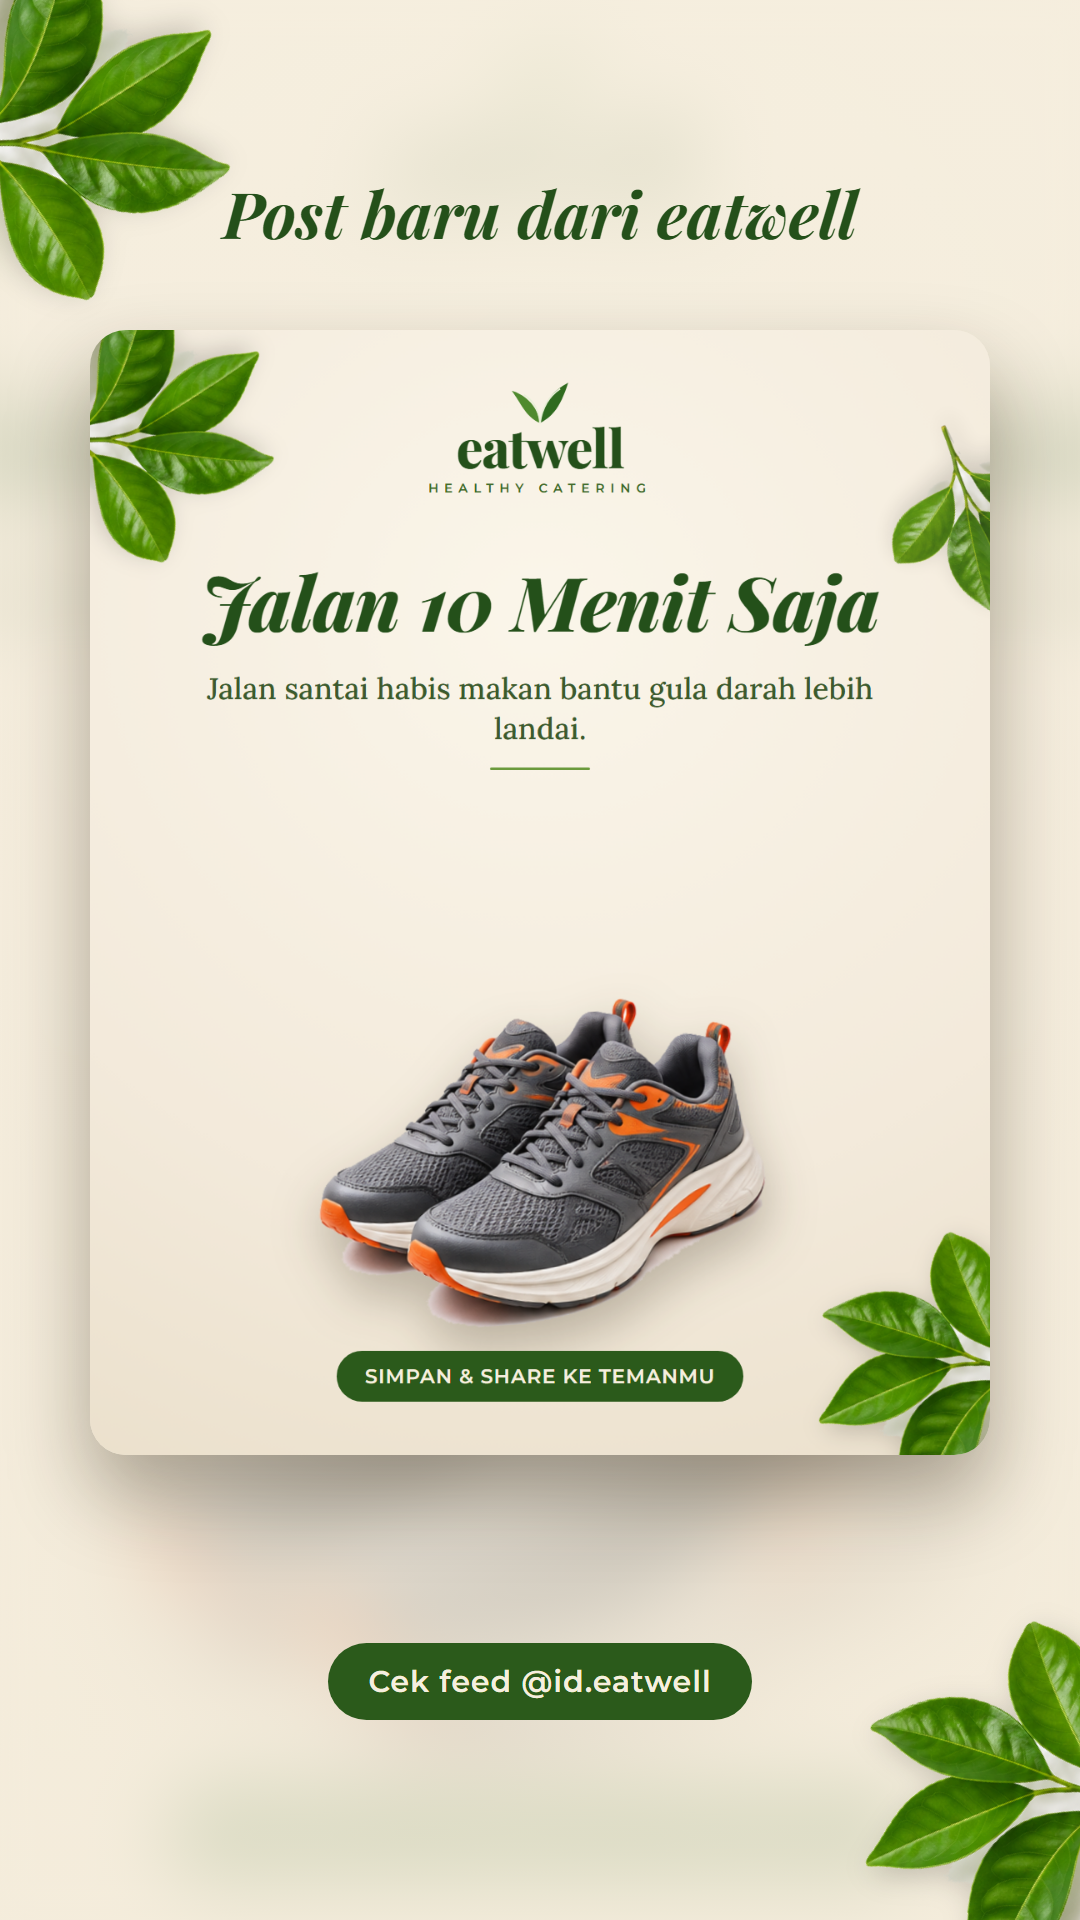 Post baru dari eatwell
eatwell
HEALTHY CATERING
Jalan 10 Menit Saja
Jalan santai habis makan bantu gula darah lebih
landai.
SIMPAN & SHARE KE TEMANMU
Cek feed @id.eatwell